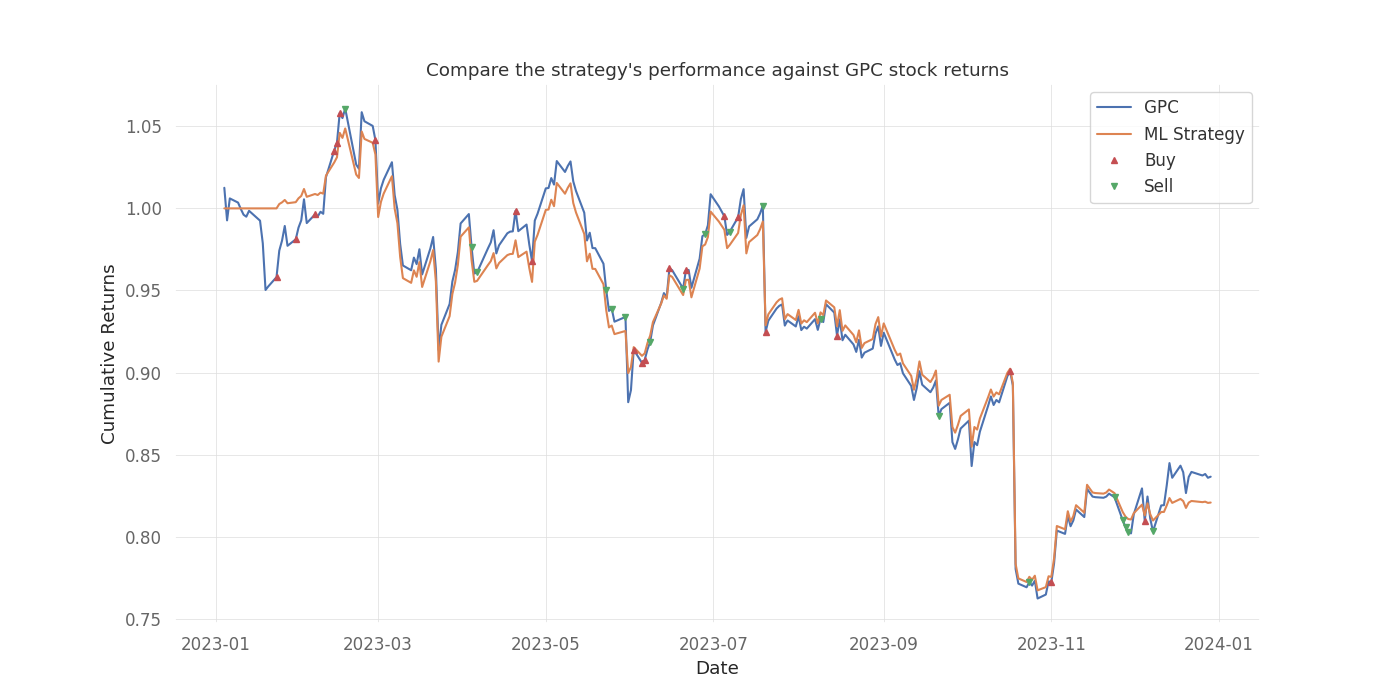 Compare the strategy's performance against GPC stock returns
GPC
ML Strategy
Buy
Sell
Cumulative Returns
1.05
1.00
0.95
0.90
0.85
0.80
0.75
2023-01
2023-03
2023-05
2023-07
2023-09
2023-11
2024-01
Date